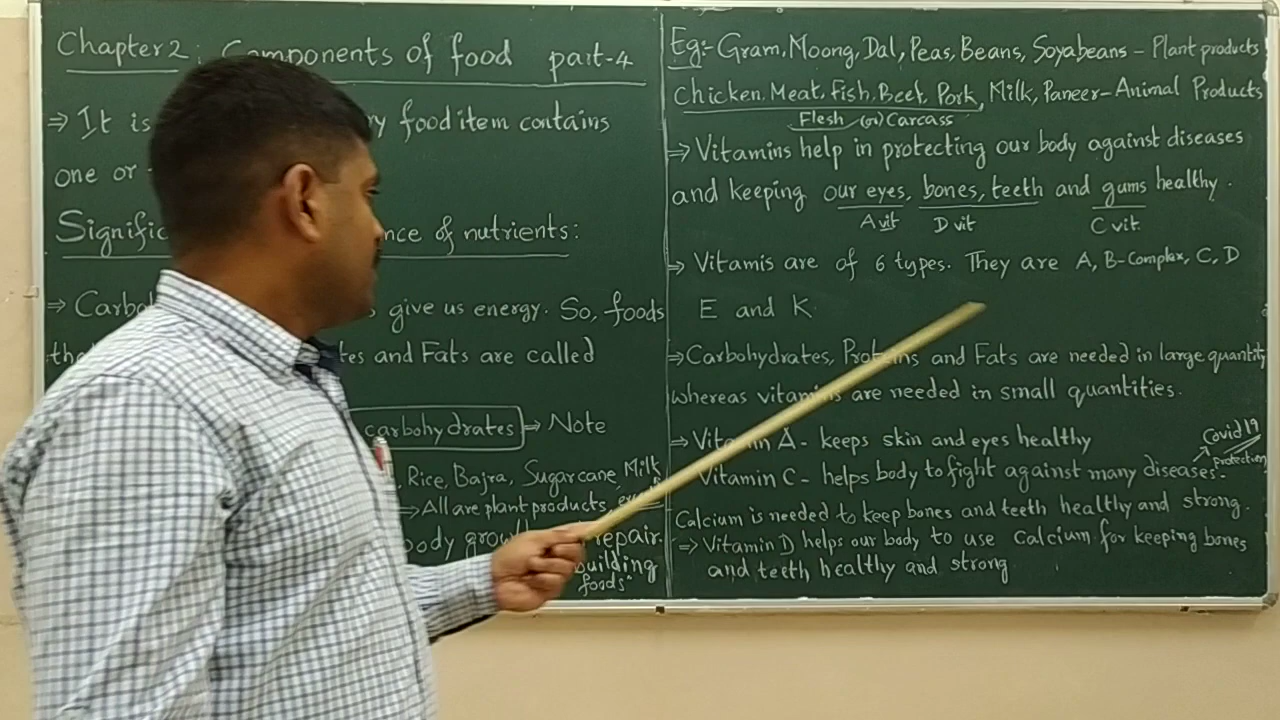 Chapter 2: Components of food part-4
⇒ It is food item contains
one or
Signific nce of nutrients:
⇒ Carbo give us energy. So, foods
tes and Fats are called
carbohydrates ⇒ Note
Rice, Bajra, Sugarcane, Milk
⇒ All are plant products,
body grow repair.
building
foods"
Eg:- Gram, Moong, Dal, Peas, Beans, Soyabeans - Plant products
Chicken, Meat, Fish, Beef, Pork, Milk, Paneer - Animal Products
Flesh (or) Carcass
⇒ Vitamins help in protecting our body against diseases
and keeping our eyes, bones, teeth and gums healthy.
A vit D vit C vit.
⇒ Vitamis are of 6 types. They are A, B-Complex, C, D
E and K.
⇒ Carbohydrates, Proteins and Fats are needed in large quantity
whereas vitamins are needed in small quantities.
⇒ Vitamin A - keeps skin and eyes healthy
Covid 19
Protection
Vitamin C - helps body to fight against many diseases.
Calcium is needed to keep bones and teeth healthy and strong.
⇒ Vitamin D helps our body to use Calcium for keeping bones
and teeth healthy and strong